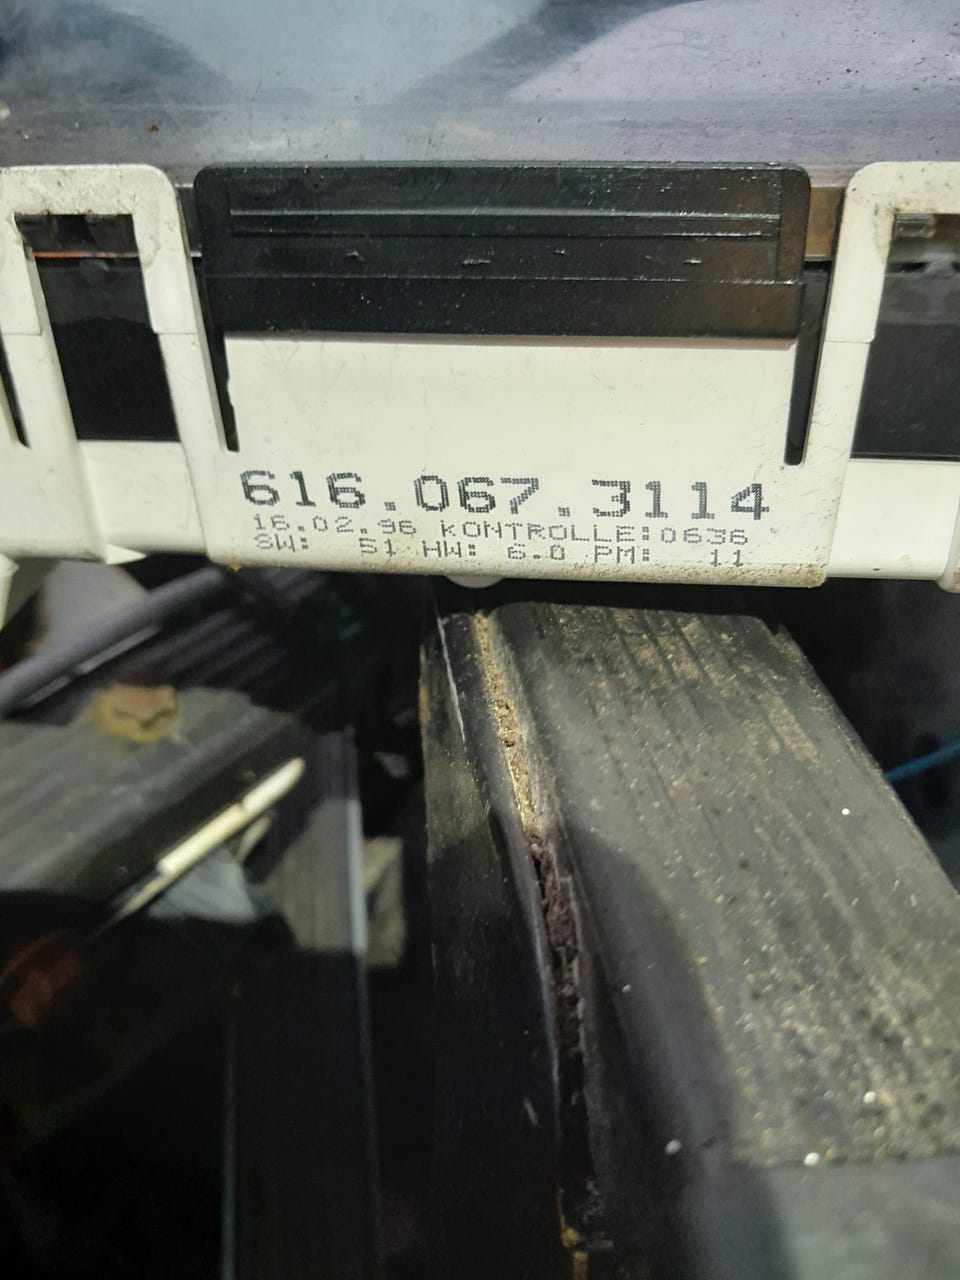 616.067.3114
16.02.96 KONTROLLE:0636
SW: 51 HW: 6.0 PM: 11